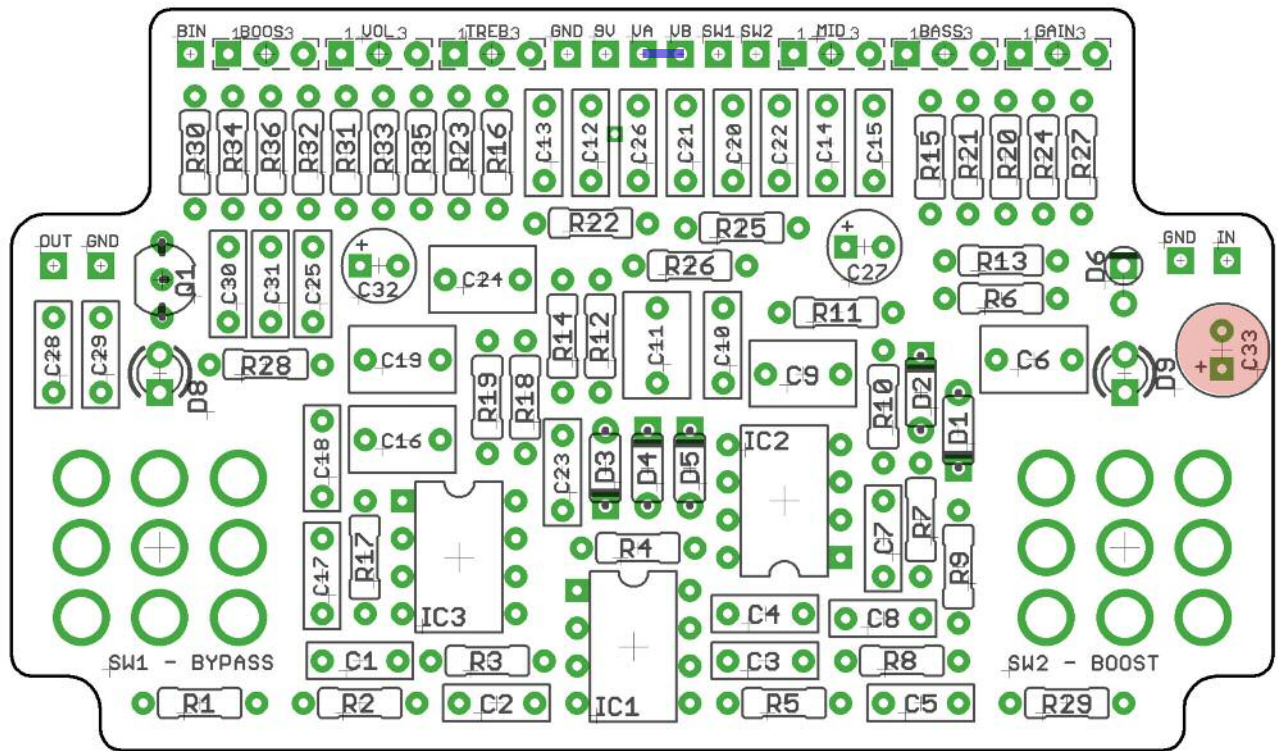 BIN 1BOOS3 1 VOL3 1TREB3 GND 9V VA VB SW1 SW2 1 MID 3 1BASS3 1GAIN3
R30 R34 R36 R32 R31 R33 R35 R23 R16 C13 C12 C26 C21 C20 C22 C14 C15 R15 R21 R20 R24 R27
R22 R25
OUT GND Q1 C30 C31 C25 + C32 C24 R26 + C27 R13 D6 GND IN
R6
C28 C29 R14 R12 C11 C10 R11
D8 R28 C19 R19 R18 C9 R10 D2 D1 C6 D9 + C33
C16
C18 C23 D3 D4 D5 IC2
C17 R17 IC3 R4 C7 R7 R9
C4 C8
SW1 - BYPASS C1 R3 C3 R8 SW2 - BOOST
R1 R2 C2 IC1 R5 C5 R29